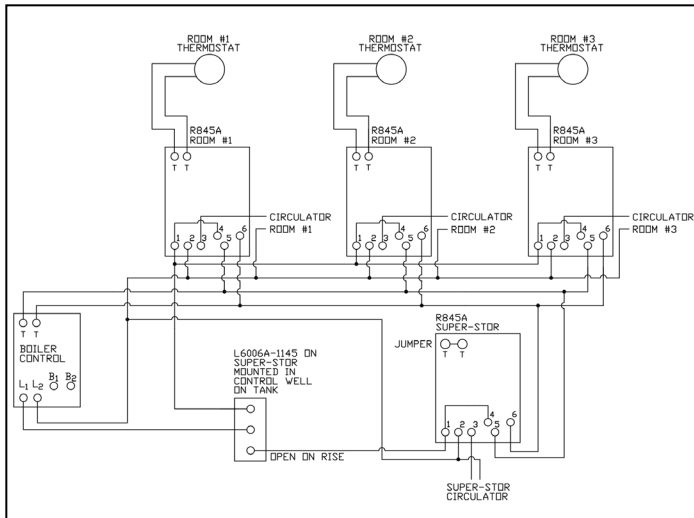 ROOM #1
THERMOSTAT
ROOM #2
THERMOSTAT
ROOM #3
THERMOSTAT
R845A
ROOM #1
R845A
ROOM #2
R845A
ROOM #3
T T
T T
T T
1 2 3 4 5 6
CIRCULATOR
ROOM #1
1 2 3 4 5 6
CIRCULATOR
ROOM #2
1 2 3 4 5 6
CIRCULATOR
ROOM #3
T T
BOILER
CONTROL
L1 L2 B1 B2
L6006A-1145 ON
SUPER-STOR
MOUNTED IN
CONTROL WELL
ON TANK
OPEN ON RISE
R845A
SUPER-STOR
JUMPER
T T
1 2 3 4 5 6
SUPER-STOR
CIRCULATOR